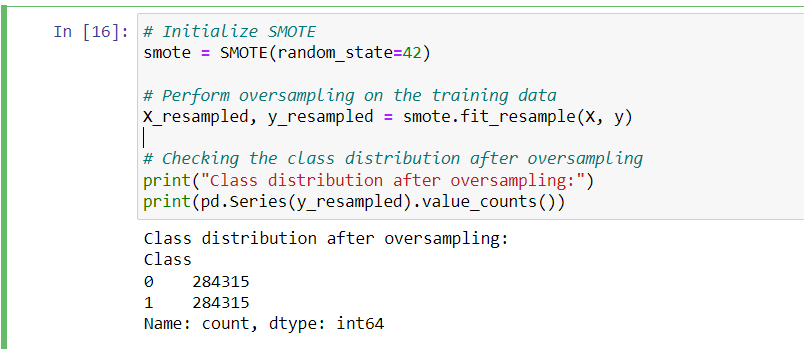 In [16]: # Initialize SMOTE
smote = SMOTE(random_state=42)
# Perform oversampling on the training data
X_resampled, y_resampled = smote.fit_resample(X, y)
# Checking the class distribution after oversampling
print("Class distribution after oversampling:")
print(pd.Series(y_resampled).value_counts())
Class distribution after oversampling:
Class
0    284315
1    284315
Name: count, dtype: int64